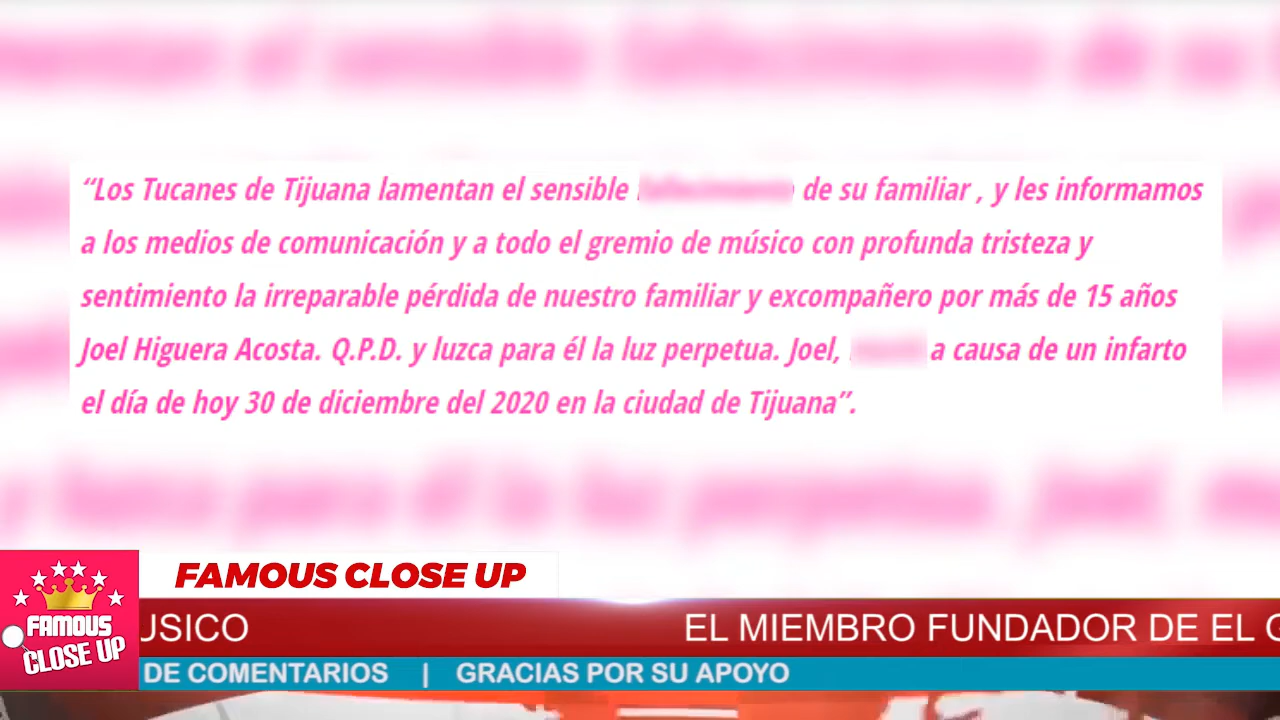 “Los Tucanes de Tijuana lamentan el sensible de su familiar , y les informamos
a los medios de comunicación y a todo el gremio de músico con profunda tristeza y
sentimiento la irreparable pérdida de nuestro familiar y excompañero por más de 15 años
Joel Higuera Acosta. Q.P.D. y luzca para él la luz perpetua. Joel, a causa de un infarto
el día de hoy 30 de diciembre del 2020 en la ciudad de Tijuana”.
FAMOUS CLOSE UP
FAMOUS
CLOSE UP
USICO EL MIEMBRO FUNDADOR DE EL
DE COMENTARIOS | GRACIAS POR SU APOYO